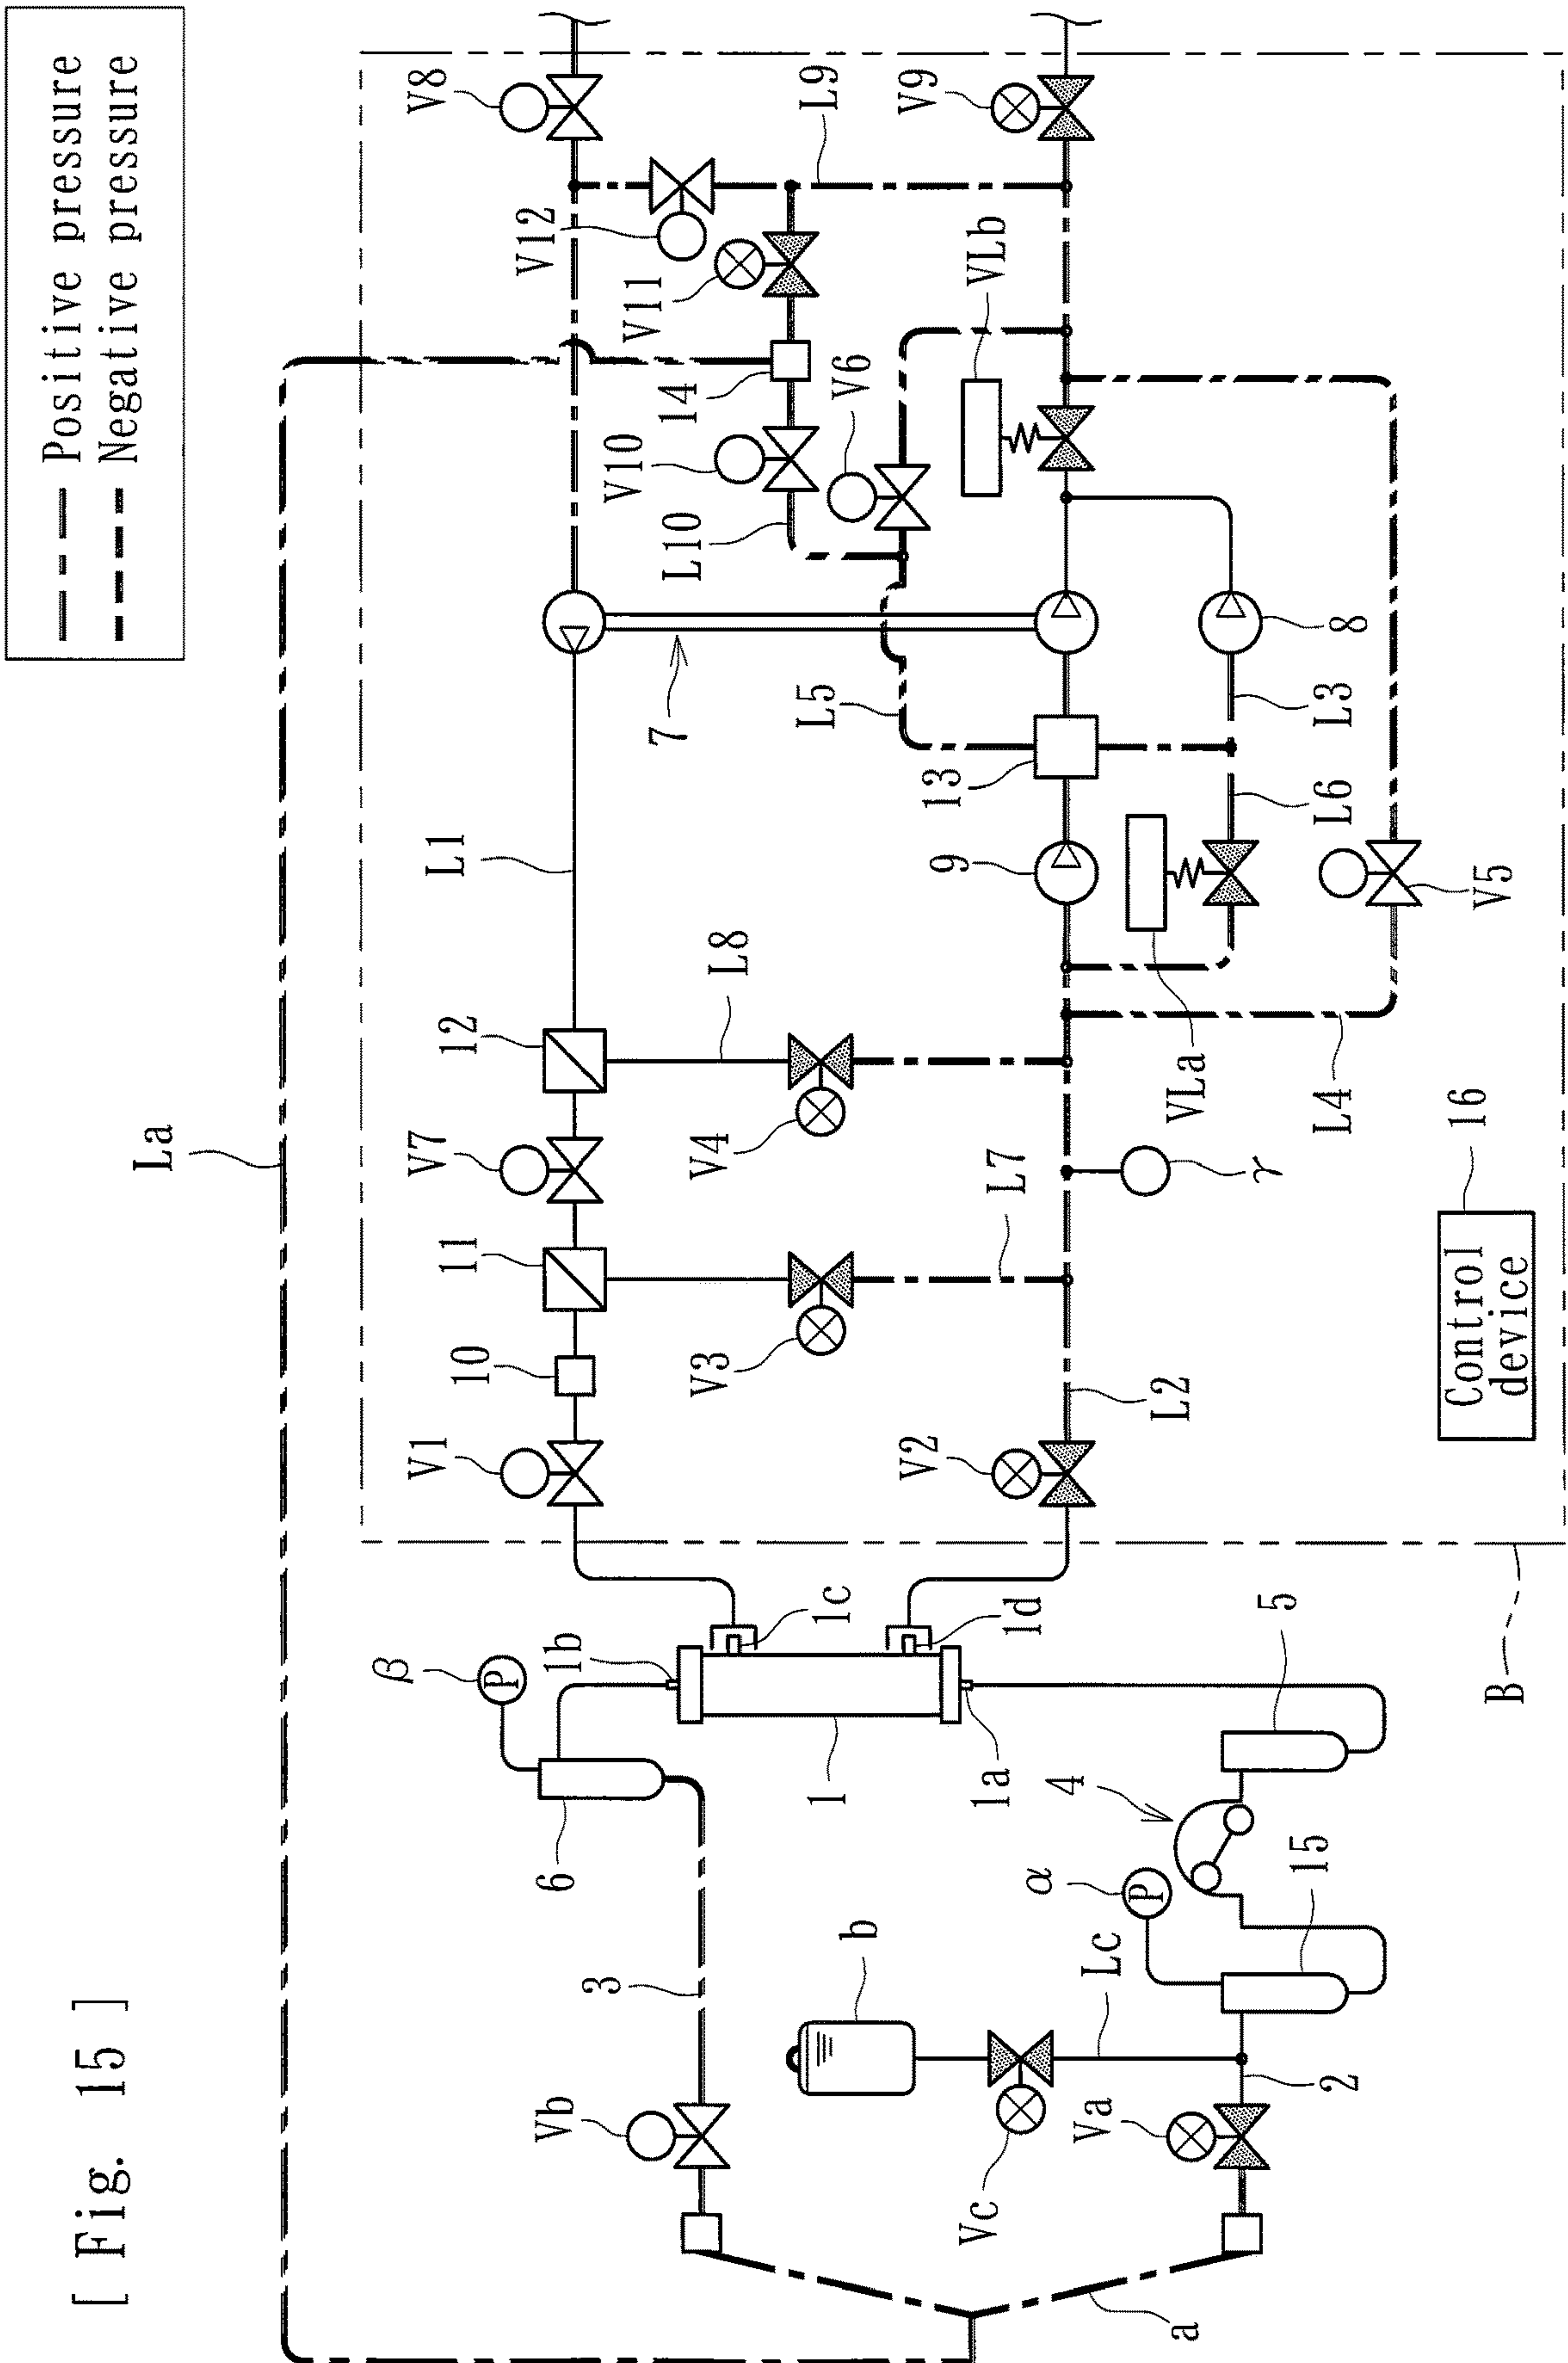 [ Fig. 15 ]
Positive pressure
Negative pressure
La
V8
V9
L9
V12
V11
VLb
14
V6
V10
L10
7
L5
8
L3
13
L6
9
L1
V5
L8
12
VLa
L4
V7
V4
16
Control
device
γ
L7
11
10
V3
L2
V1
V2
1c
1d
B
β
P
1b
5
1
1a
4
6
α
P
15
b
Lc
3
2
Vb
Vc
Va
a